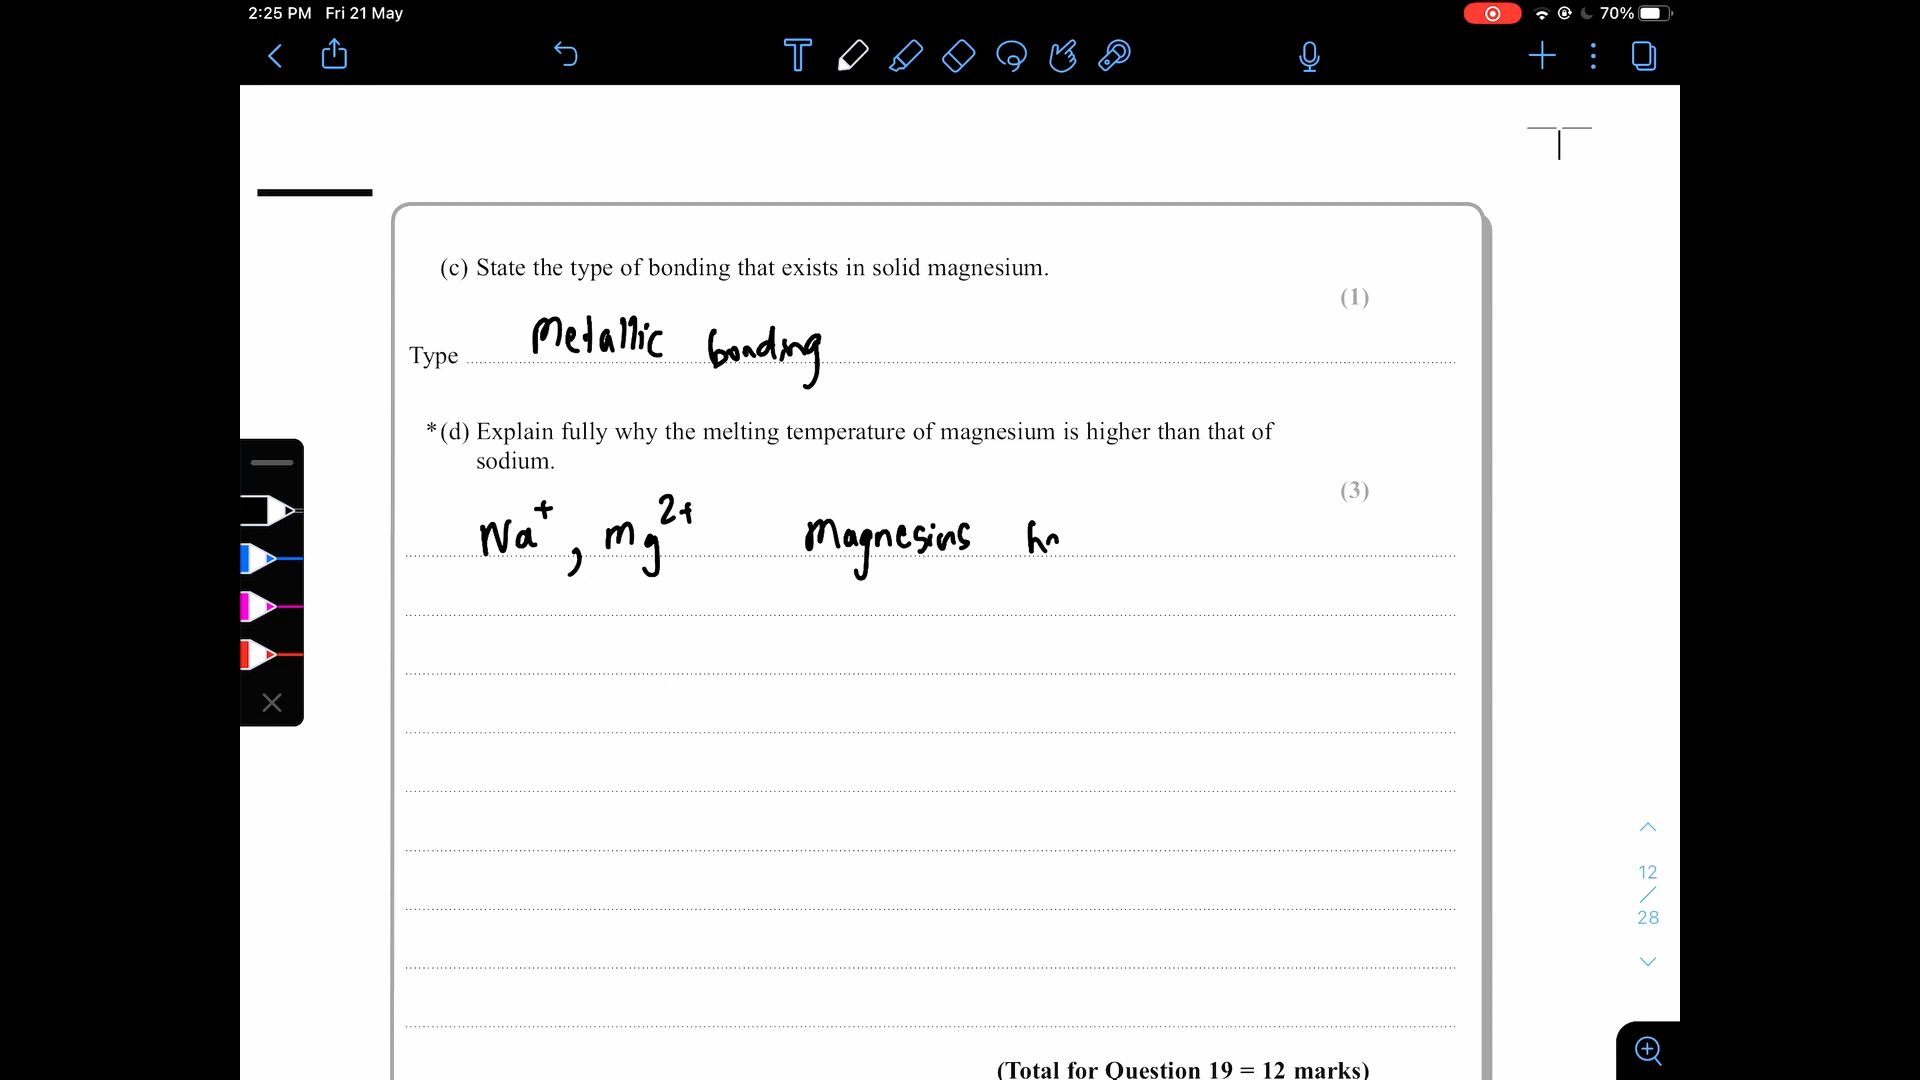 2:25 PM Fri 21 May 70%
(c) State the type of bonding that exists in solid magnesium.
(1)
Type Metallic bonding
*(d) Explain fully why the melting temperature of magnesium is higher than that of
sodium.
(3)
Na+, Mg2+ Magnesium
12
/
28
(Total for Question 19 = 12 marks)